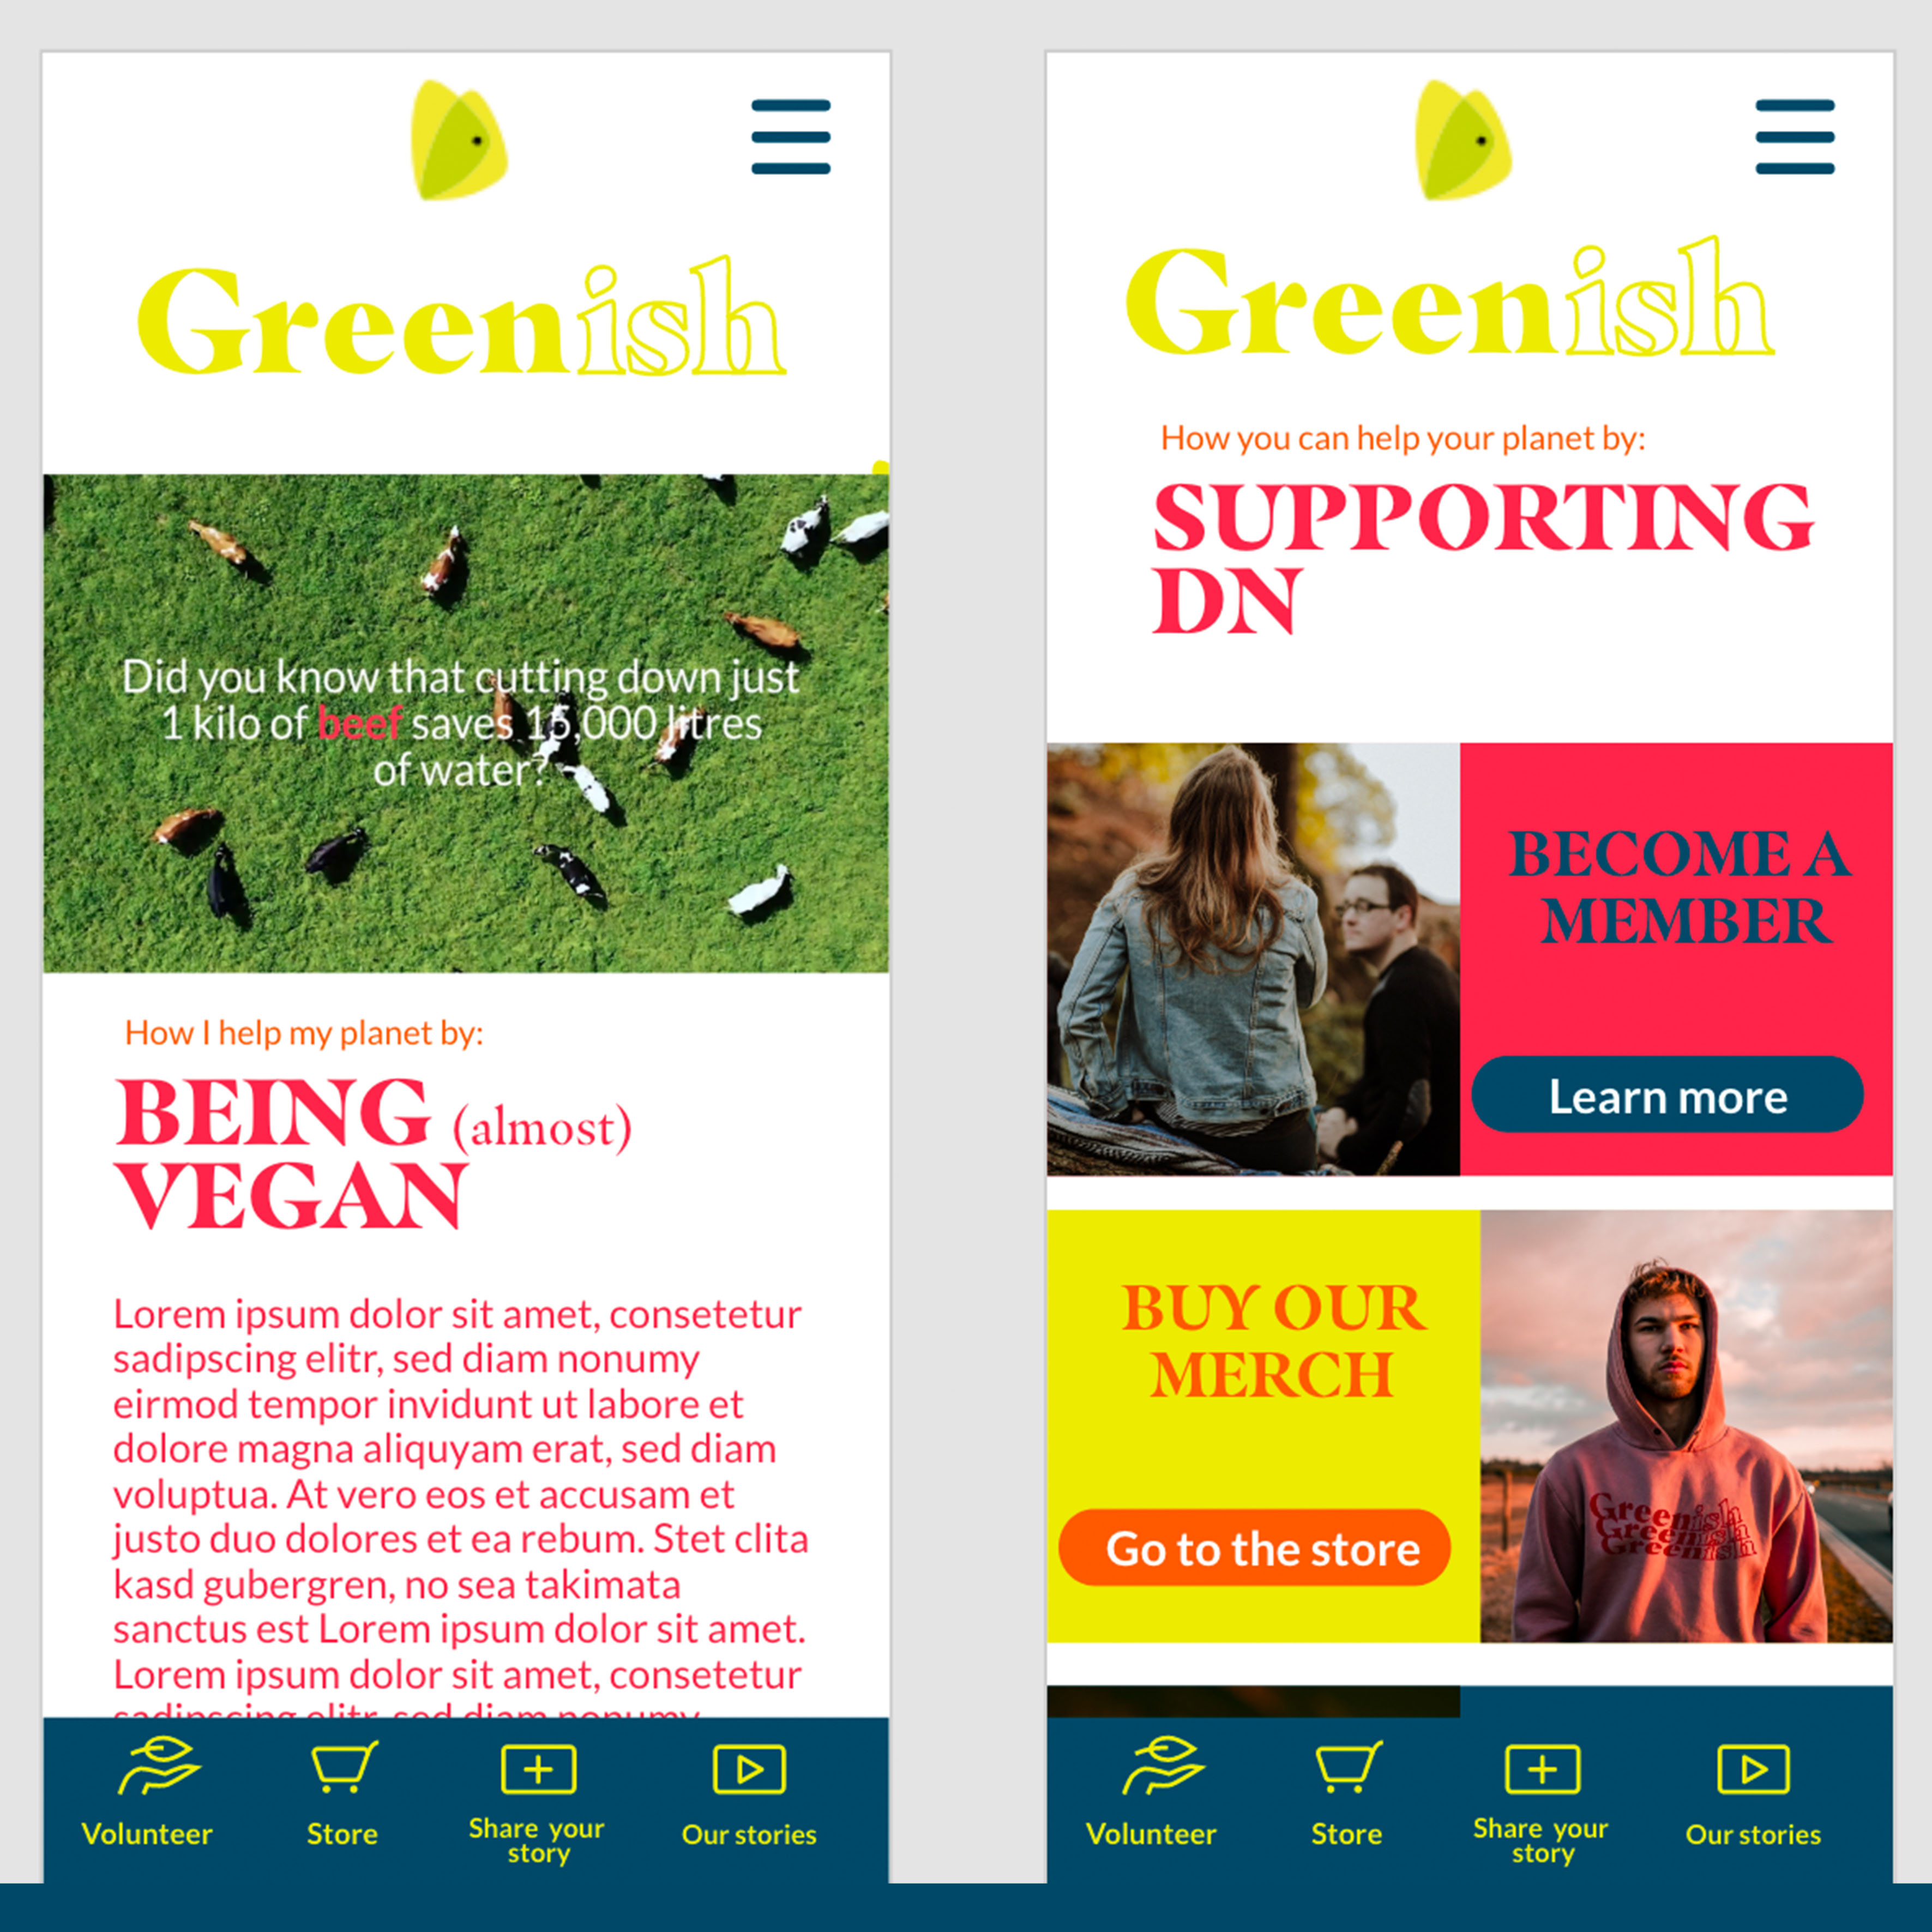 Greenish
Did you know that cutting down just
1 kilo of beef saves 15,000 litres
of water?
How I help my planet by:
BEING (almost)
VEGAN
Lorem ipsum dolor sit amet, consetetur
sadipscing elitr, sed diam nonumy
eirmod tempor invidunt ut labore et
dolore magna aliquyam erat, sed diam
voluptua. At vero eos et accusam et
justo duo dolores et ea rebum. Stet clita
kasd gubergren, no sea takimata
sanctus est Lorem ipsum dolor sit amet.
Lorem ipsum dolor sit amet, consetetur
sadipscing elitr, sed diam nonumy
Volunteer
Store
Share your
story
Our stories
Greenish
How you can help your planet by:
SUPPORTING
DN
BECOME A
MEMBER
Learn more
BUY OUR
MERCH
Go to the store
Greenish
Greenish
Greenish
Volunteer
Store
Share your
story
Our stories